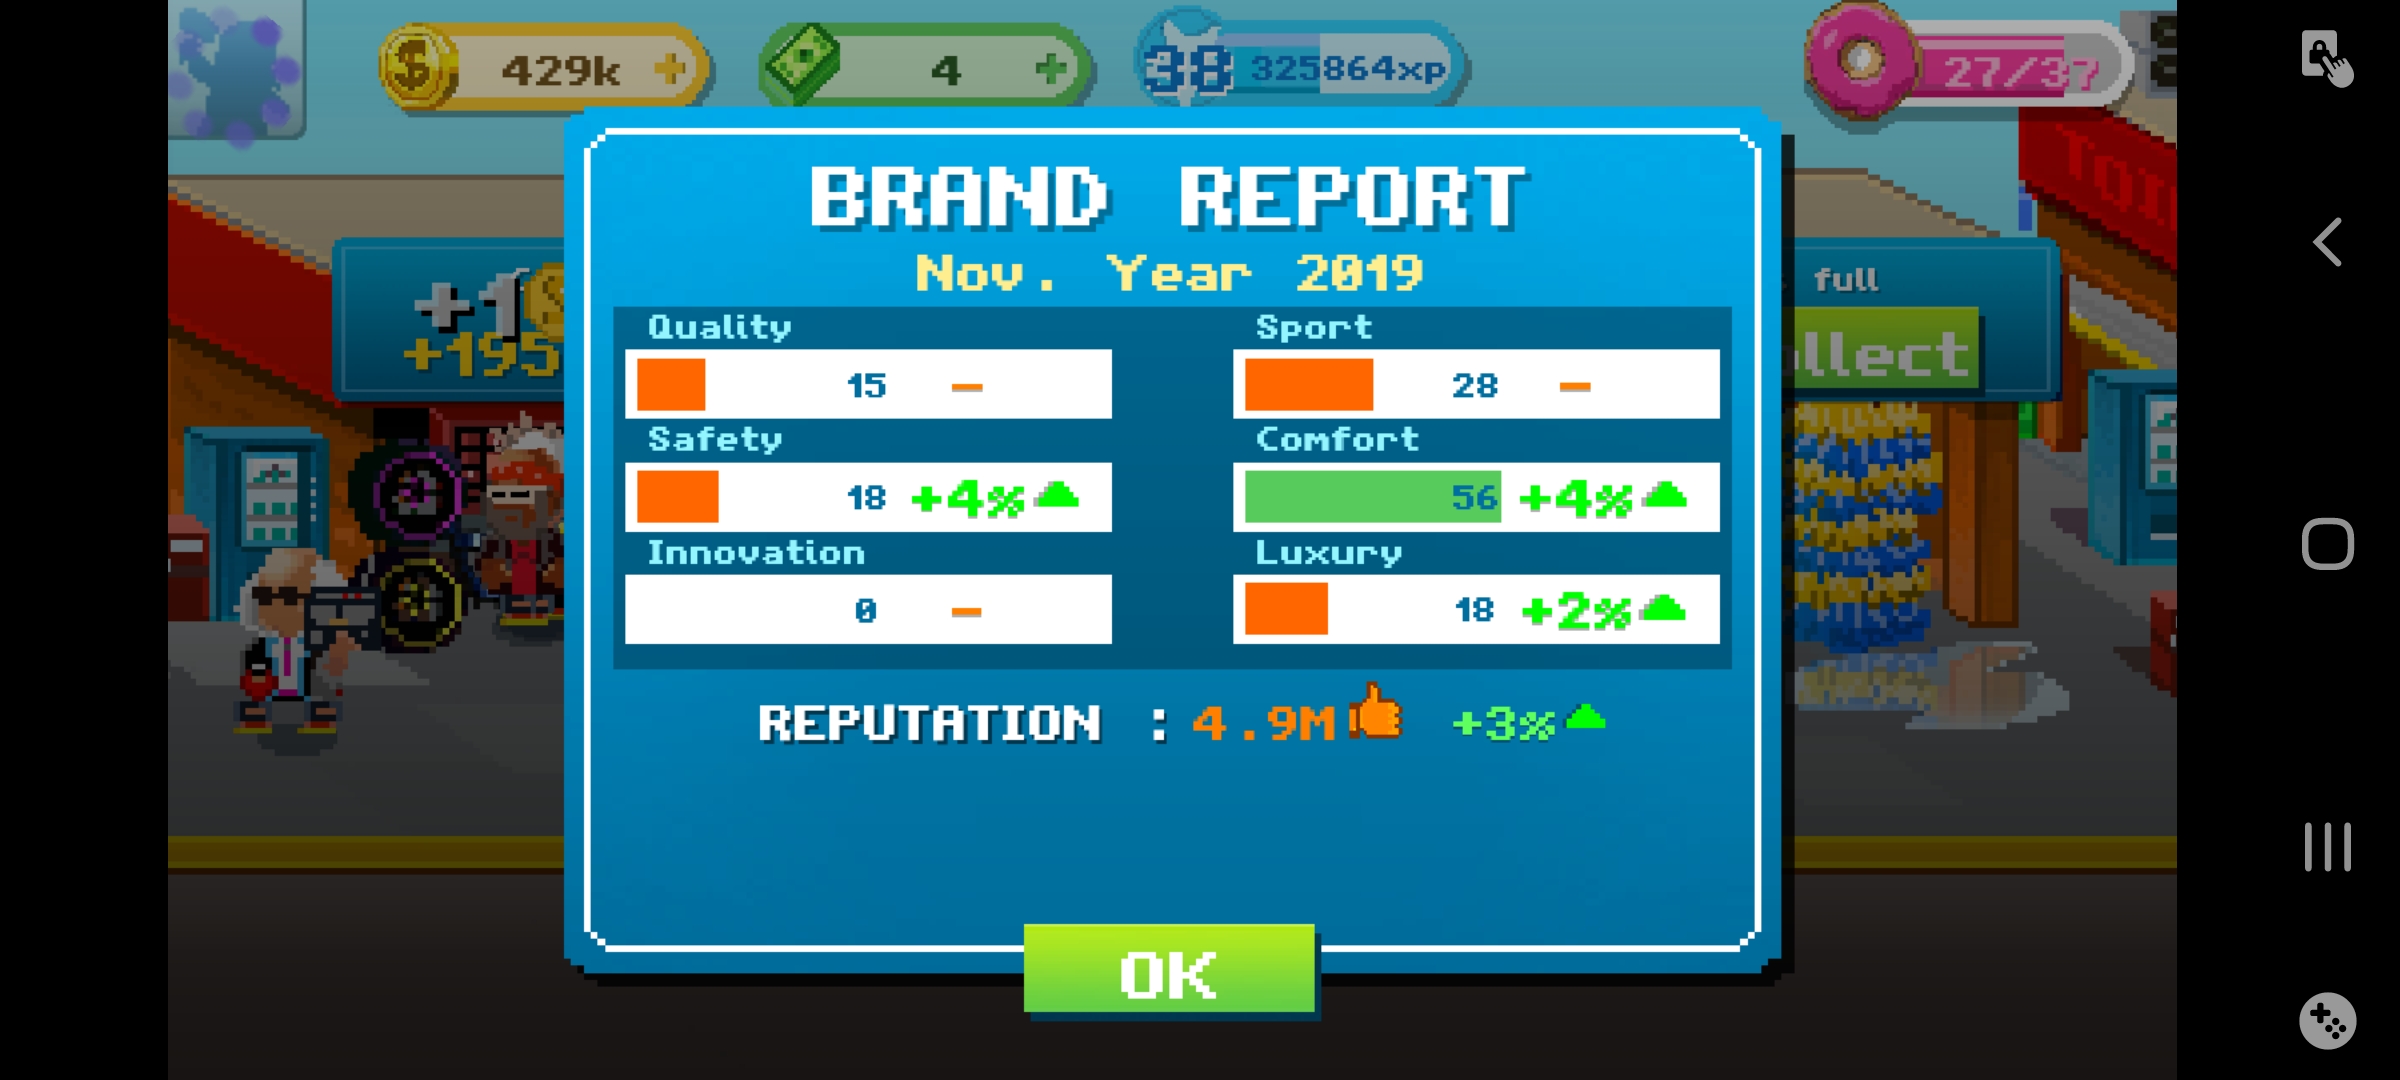 429k +
4 +
38 325864xp
27/37
BRAND REPORT
Nov. Year 2019
Quality
15 –
Sport
28 –
Safety
18 +4%
Comfort
56 +4%
Innovation
0 –
Luxury
18 +2%
REPUTATION : 4.9M +3%
OK
+1
+195
full
llect